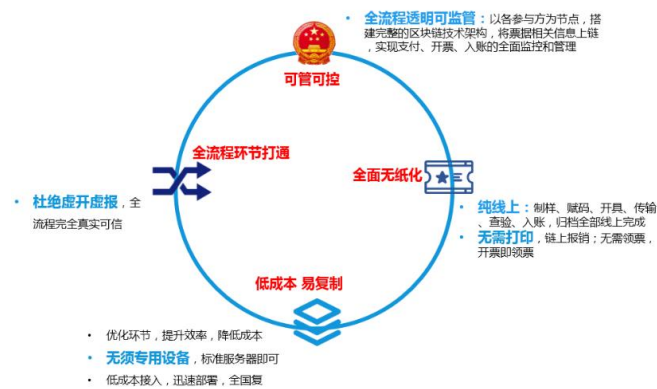 • 全流程透明可监管：以各参与方为节点，搭
建完整的区块链技术架构，将票据相关信息上链
，实现支付、开票、入账的全面监控和管理
可管可控
全流程环节打通
全面无纸化
• 杜绝虚开虚报，全
流程完全真实可信
• 纯线上：制样、赋码、开具、传输
、查验、入账，归档全部线上完成
• 无需打印，链上报销；无需领票，
开票即领票
低成本 易复制
• 优化环节，提升效率，降低成本
• 无须专用设备，标准服务器即可
• 低成本接入，迅速部署，全国复